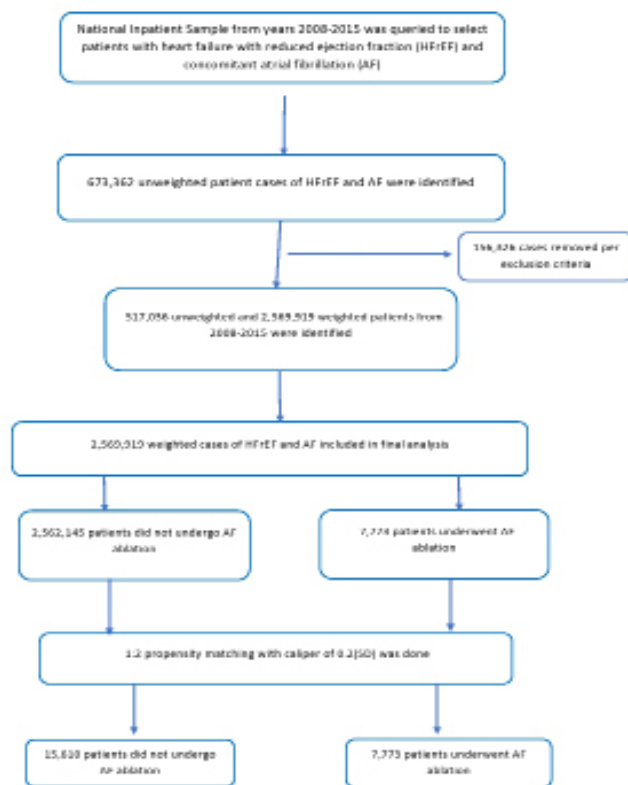 National Inpatient Sample from years 2008-2015 was queried to select
patients with heart failure with reduced ejection fraction (HFrEF) and
concomitant atrial fibrillation (AF)
673,362 unweighted patient cases of HFrEF and AF were identified
cases removed per
exclusion criteria
unweighted and 2,569,919 weighted patients from
2008-2015 were identified
2,569,919 weighted cases of HFrEF and AF included in final analysis
2,562,145 patients did not undergo AF
ablation
patients underwent AF
ablation
1:2 propensity matching with caliper of 0.2(SD) was done
patients did not undergo
AF ablation
7,773 patients underwent AF
ablation